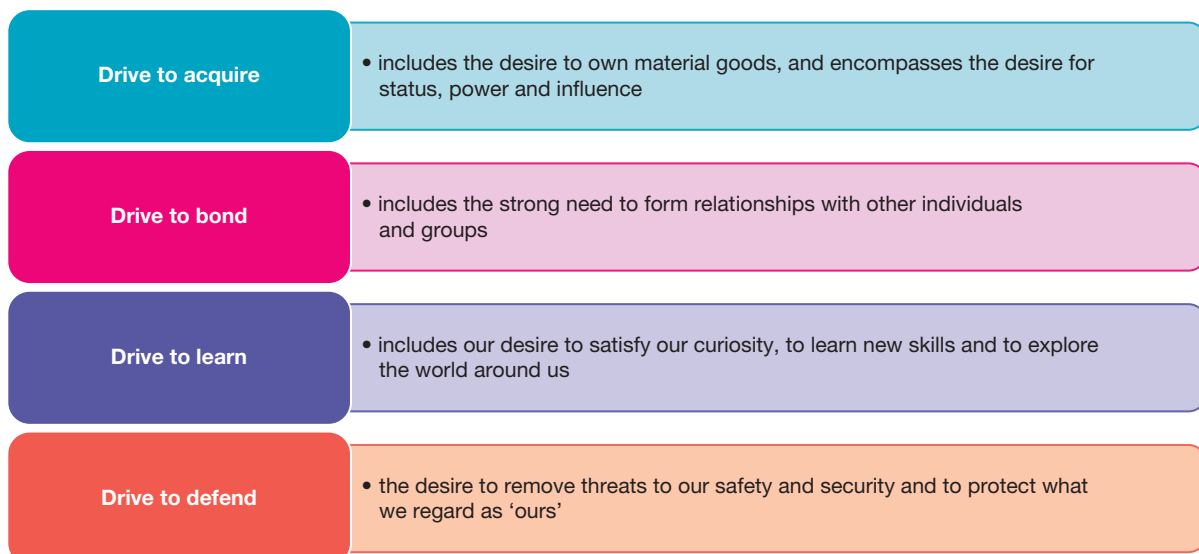 Drive to acquire
• includes the desire to own material goods, and encompasses the desire for
status, power and influence
Drive to bond
• includes the strong need to form relationships with other individuals
and groups
Drive to learn
• includes our desire to satisfy our curiosity, to learn new skills and to explore
the world around us
Drive to defend
• the desire to remove threats to our safety and security and to protect what
we regard as ‘ours’